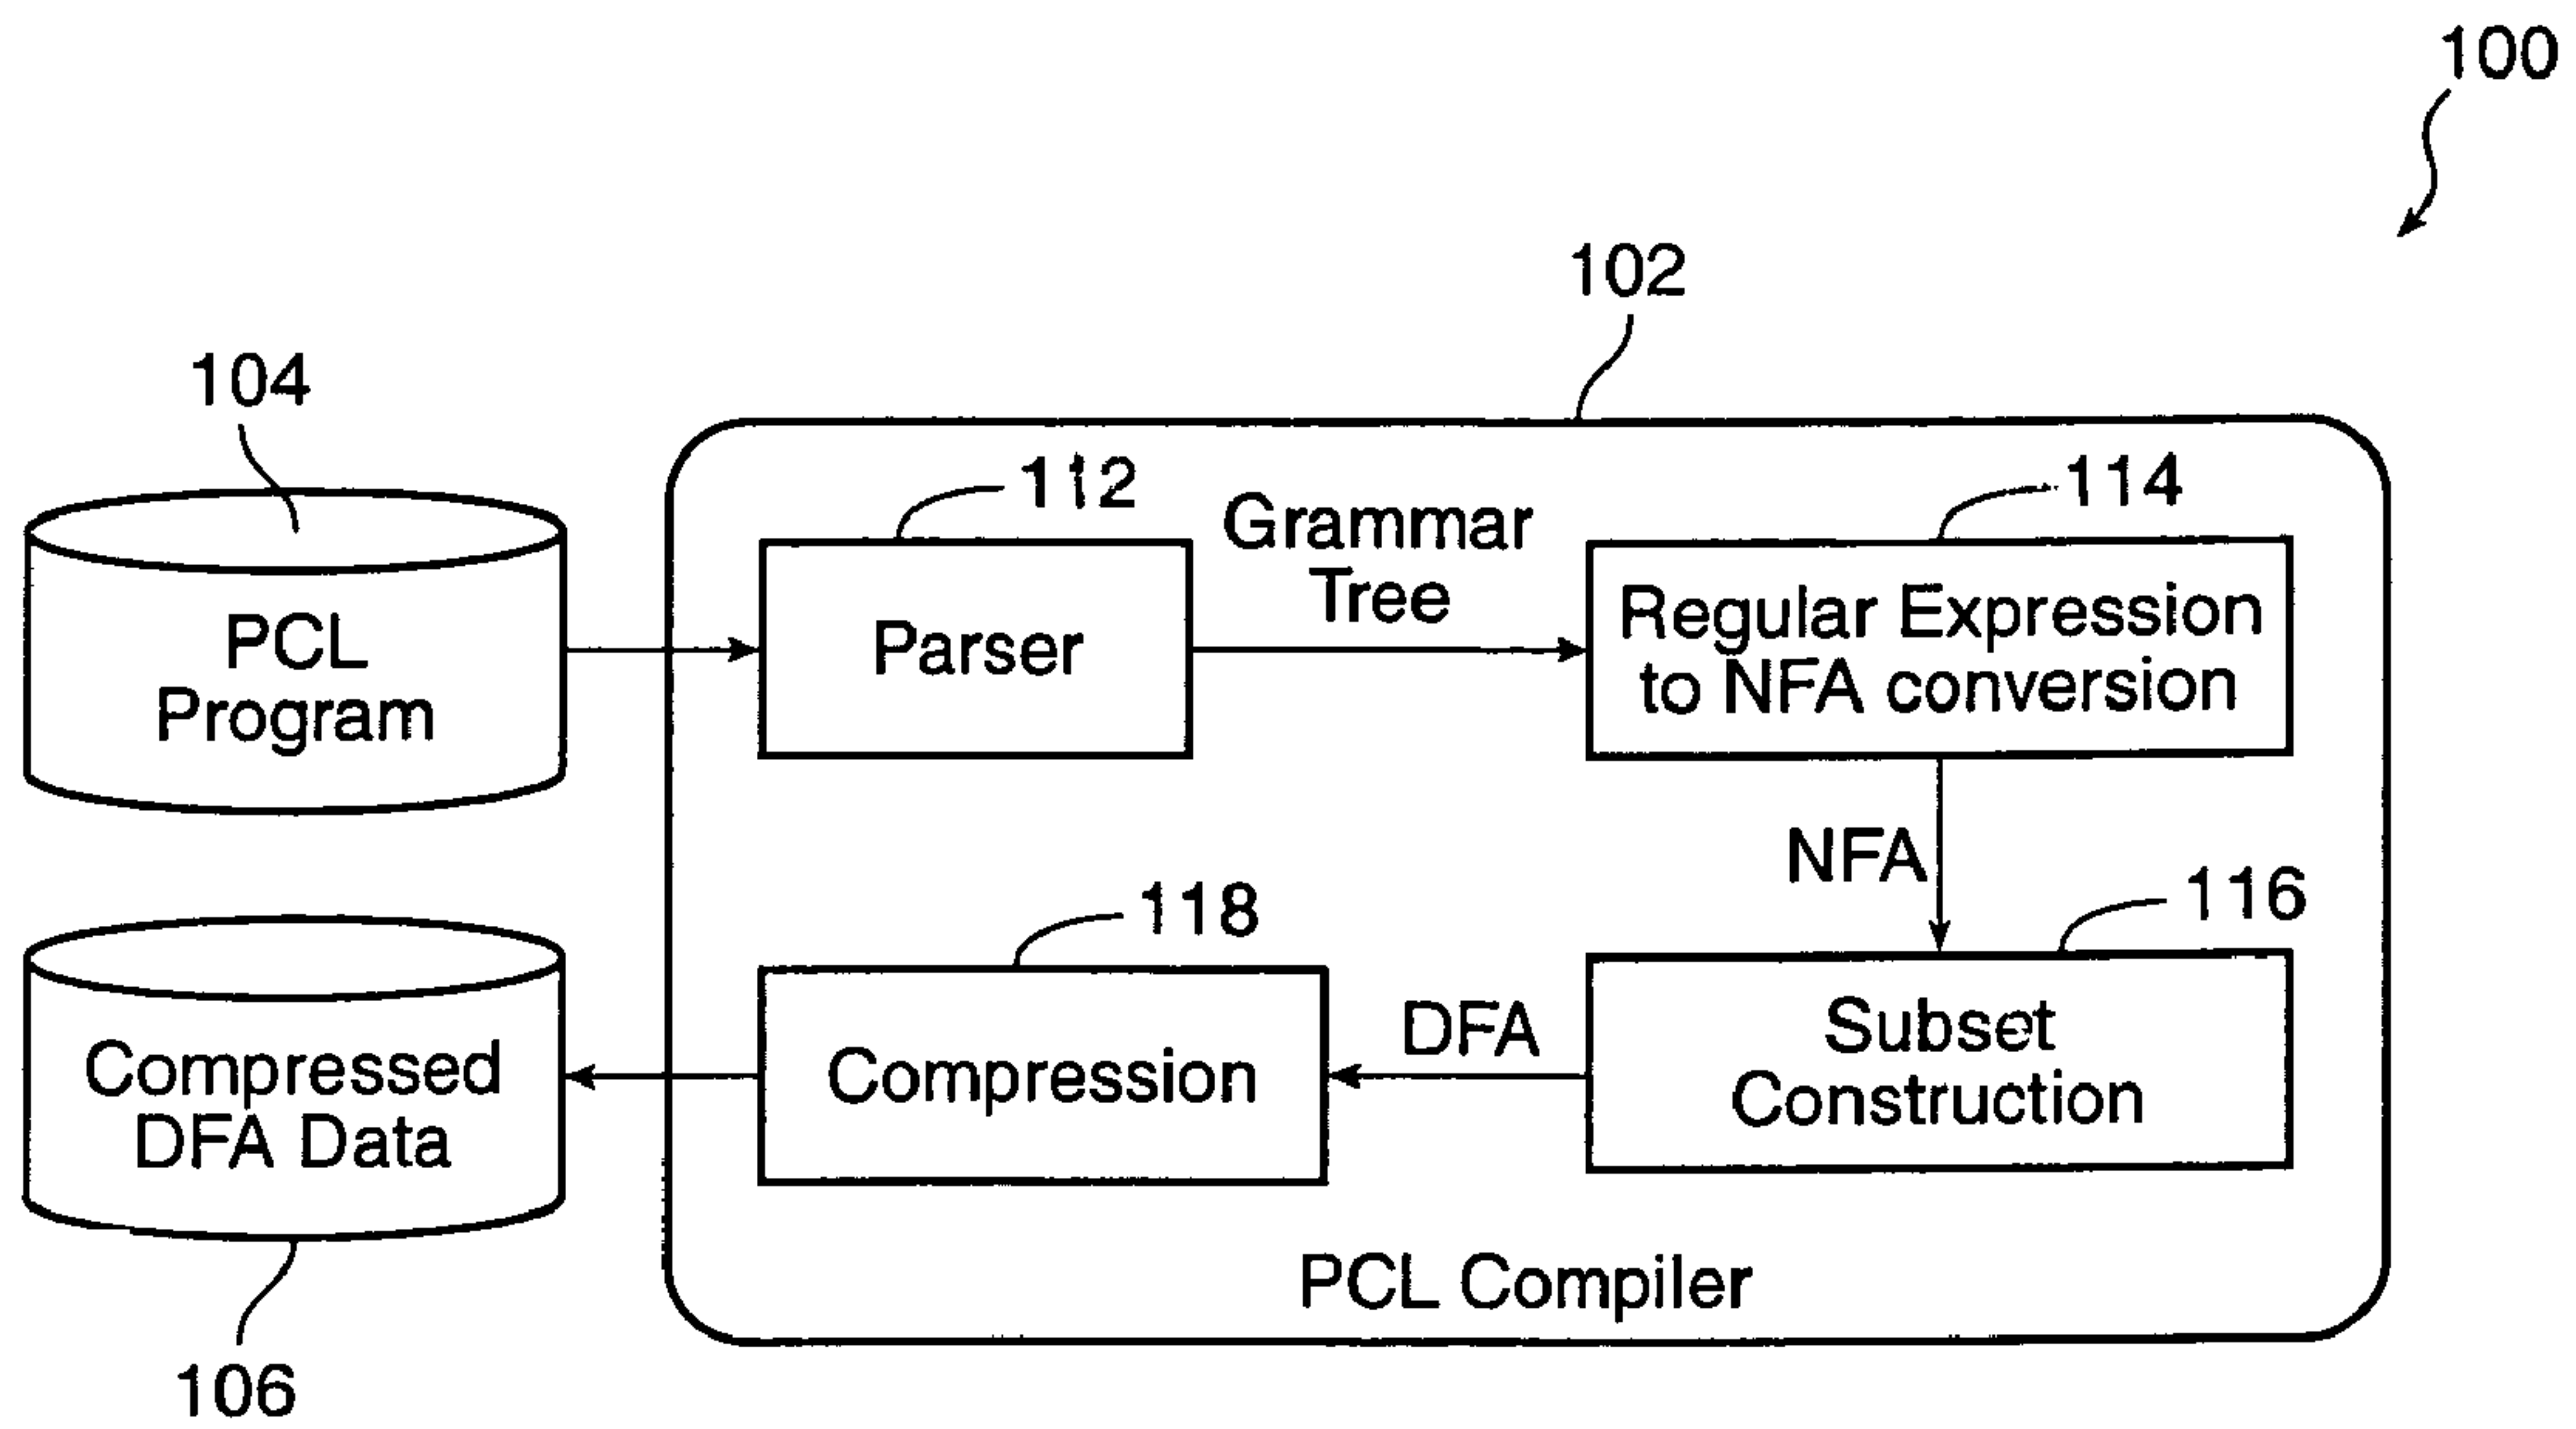 100
102
104
112
Grammar
Tree
114
PCL
Program
Parser
Regular Expression
to NFA conversion
NFA
118
116
Compressed
DFA Data
Compression
DFA
Subset
Construction
PCL Compiler
106